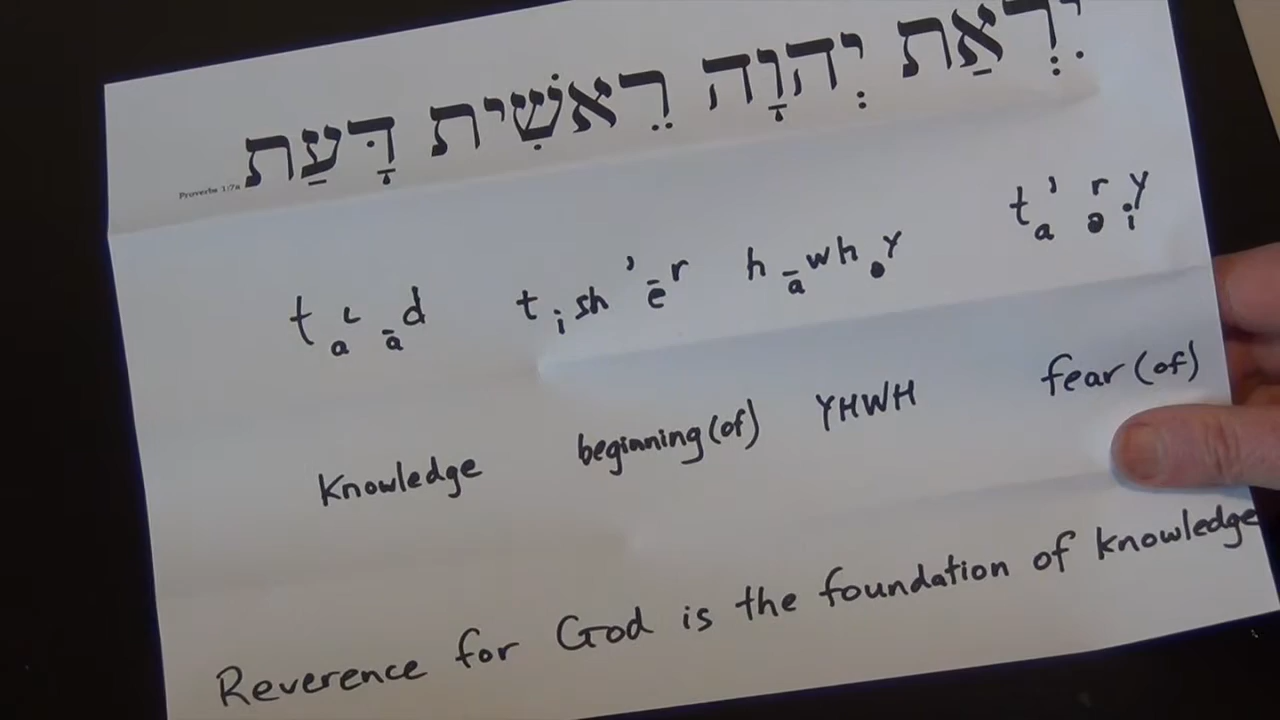 יִרְאַת יְהוָה רֵאשִׁית דָּעַת
Proverbs 1:7a
t a ʿ ā d t i sh ʾ ē r h ā w h ə y t a ʾ r ə i y
Knowledge beginning (of) YHWH fear (of)
Reverence for God is the foundation of knowledge